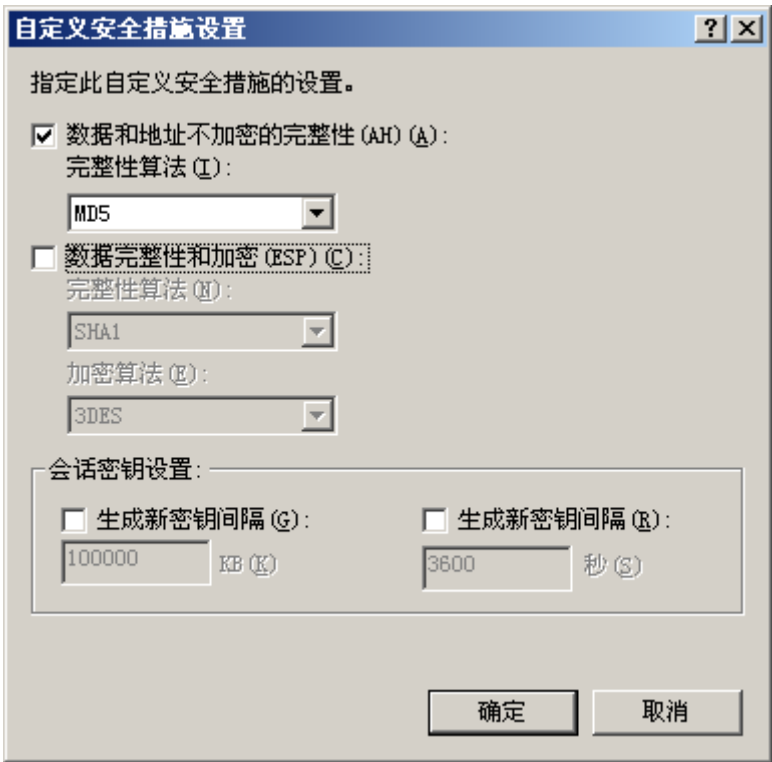 自定义安全措施设置
指定此自定义安全措施的设置。
数据和地址不加密的完整性(AH)(A):
完整性算法(I):
MD5
数据完整性和加密(ESP)(C):
完整性算法(N):
SHA1
加密算法(E):
3DES
会话密钥设置:
生成新密钥间隔(G): 生成新密钥间隔(R):
100000 KB(K) 3600 秒(S)
确定 取消